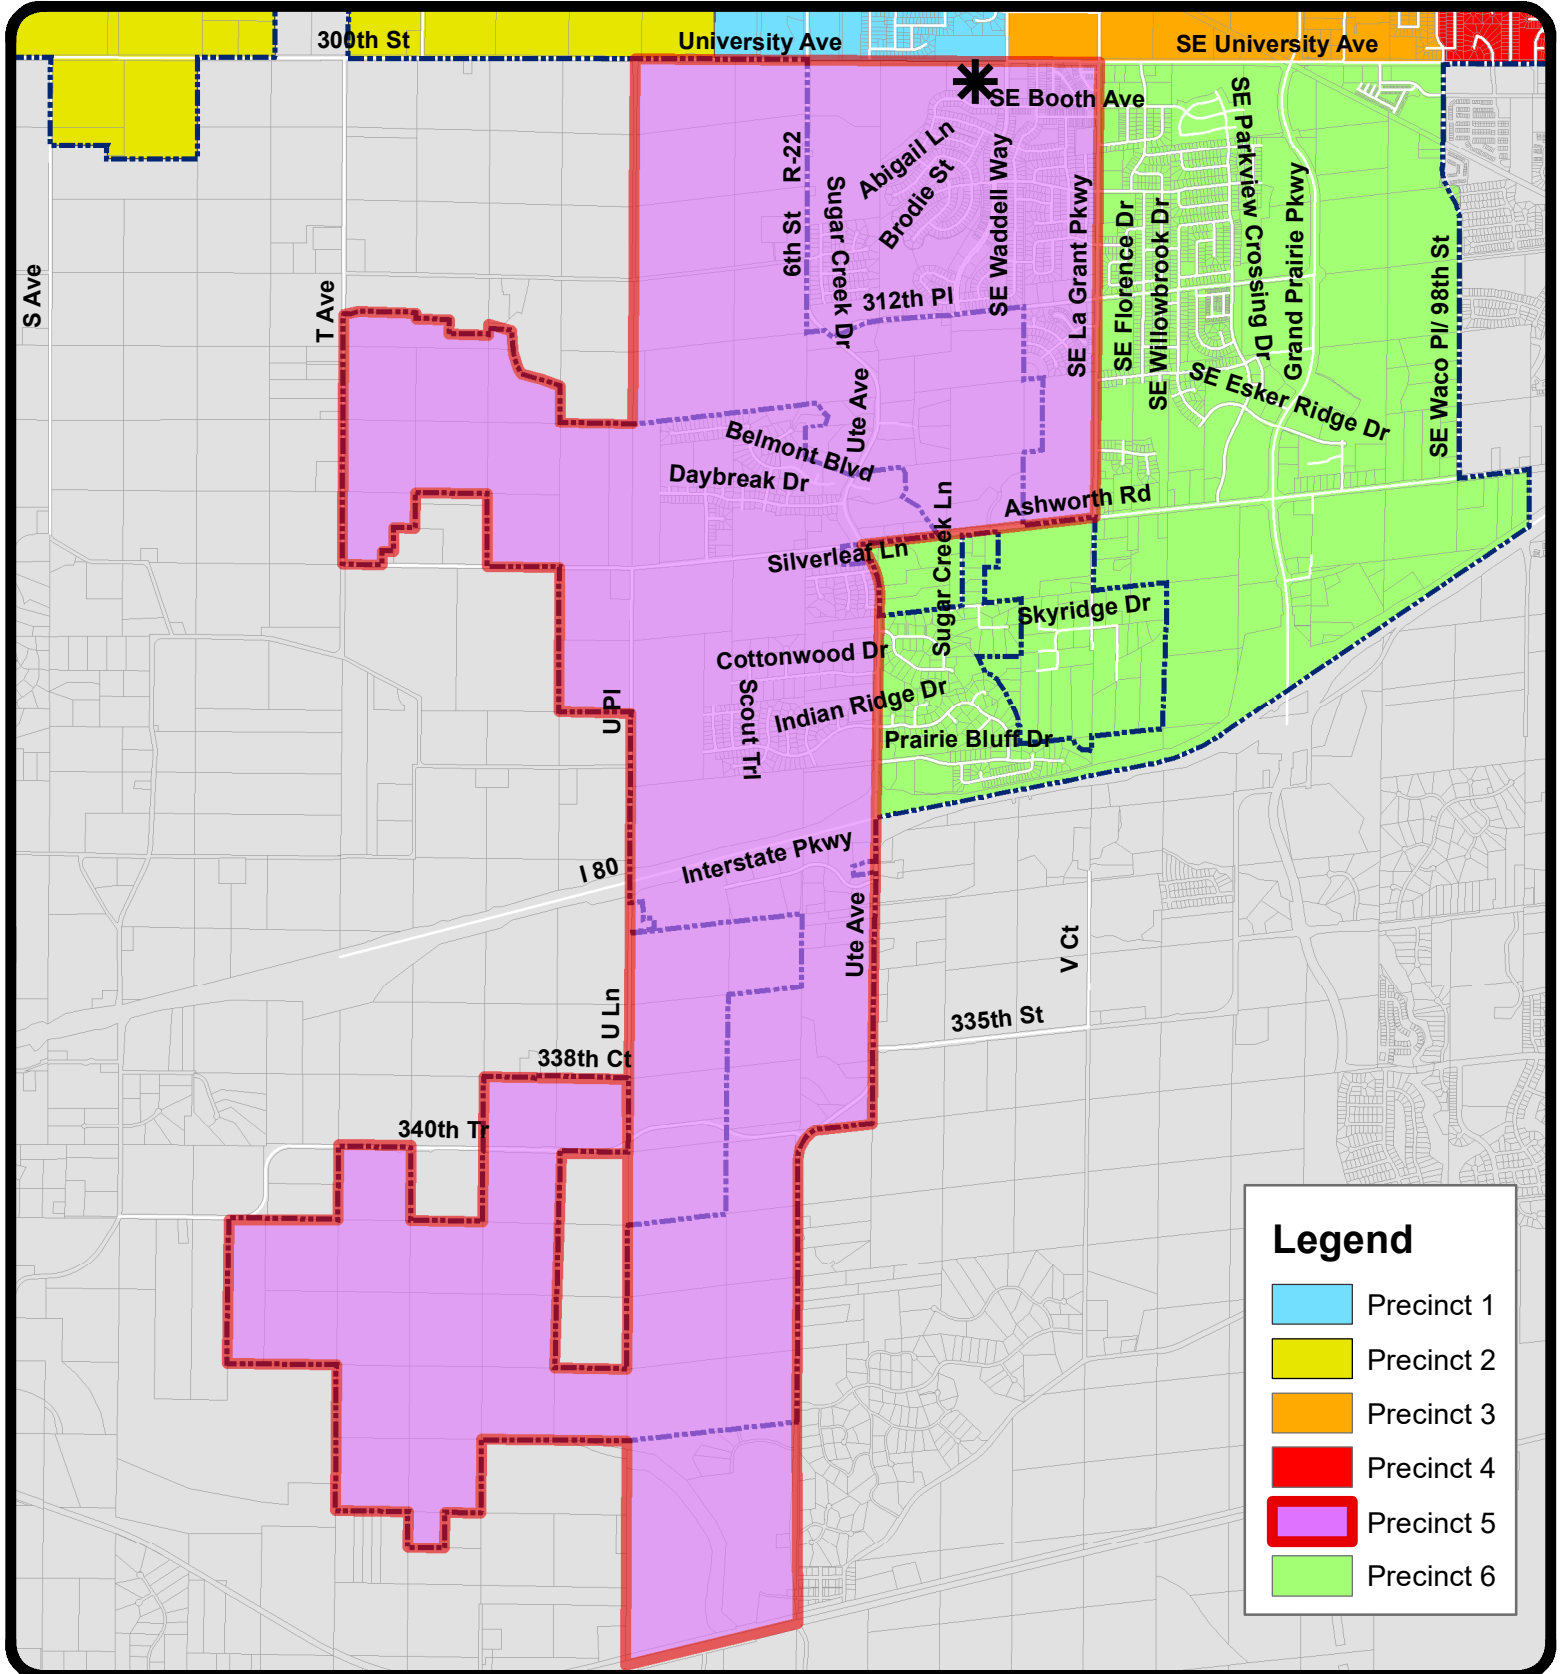 300th St
University Ave
SE University Ave
SE Booth Ave
Abigail Ln
Brodie St
R-22
6th St
Sugar Creek Dr
SE Waddell Way
SE La Grant Pkwy
SE Florence Dr
SE Willowbrook Dr
SE Parkview Crossing Dr
Grand Prairie Pkwy
SE Waco Pl/ 98th St
S Ave
T Ave
312th Pl
Ute Ave
SE Esker Ridge Dr
Belmont Blvd
Daybreak Dr
Ashworth Rd
Silverleaf Ln
Sugar Creek Ln
Skyridge Dr
Cottonwood Dr
Scout Trl
Indian Ridge Dr
Prairie Bluff Dr
U Pl
I 80
Interstate Pkwy
Ute Ave
V Ct
335th St
U Ln
338th Ct
340th Tr
Legend
Precinct 1
Precinct 2
Precinct 3
Precinct 4
Precinct 5
Precinct 6